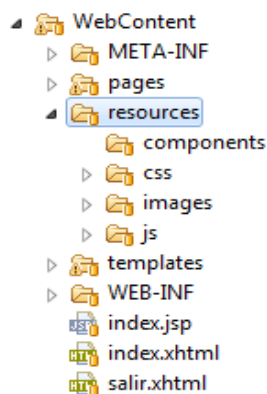 WebContent
META-INF
pages
resources
components
css
images
js
templates
WEB-INF
index.jsp
index.xhtml
salir.xhtml